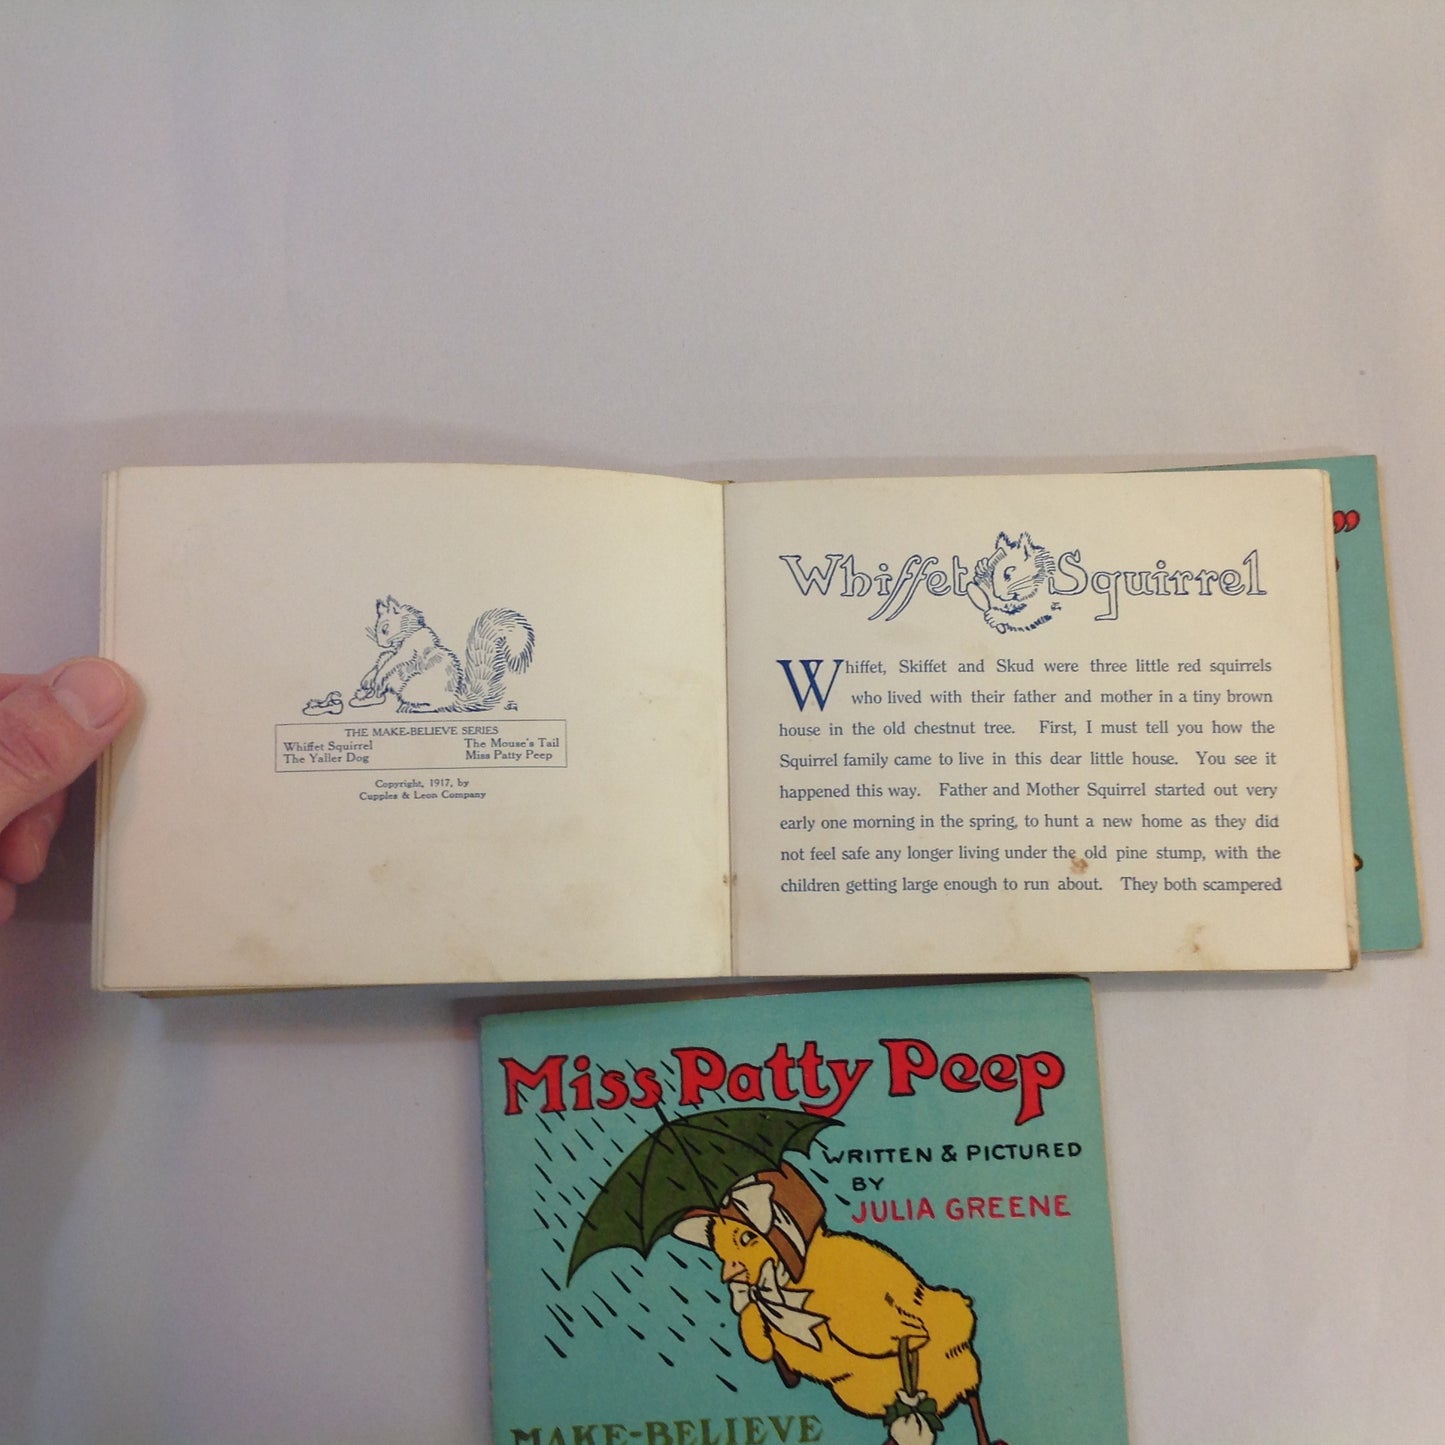 THE MAKE-BELIEVE SERIES
Whiffet Squirrel The Mouse's Tail
The Yaller Dog Miss Patty Peep
Copyright, 1917, by
Cupples & Leon Company
Whiffet Squirrel
Whiffet, Skiffet and Skud were three little red squirrels
who lived with their father and mother in a tiny brown
house in the old chestnut tree. First, I must tell you how the
Squirrel family came to live in this dear little house. You see it
happened this way. Father and Mother Squirrel started out very
early one morning in the spring, to hunt a new home as they did
not feel safe any longer living under the old pine stump, with the
children getting large enough to run about. They both scampered
"
Miss Patty Peep
WRITTEN & PICTURED
BY
JULIA GREENE
MAKE-BELIEVE